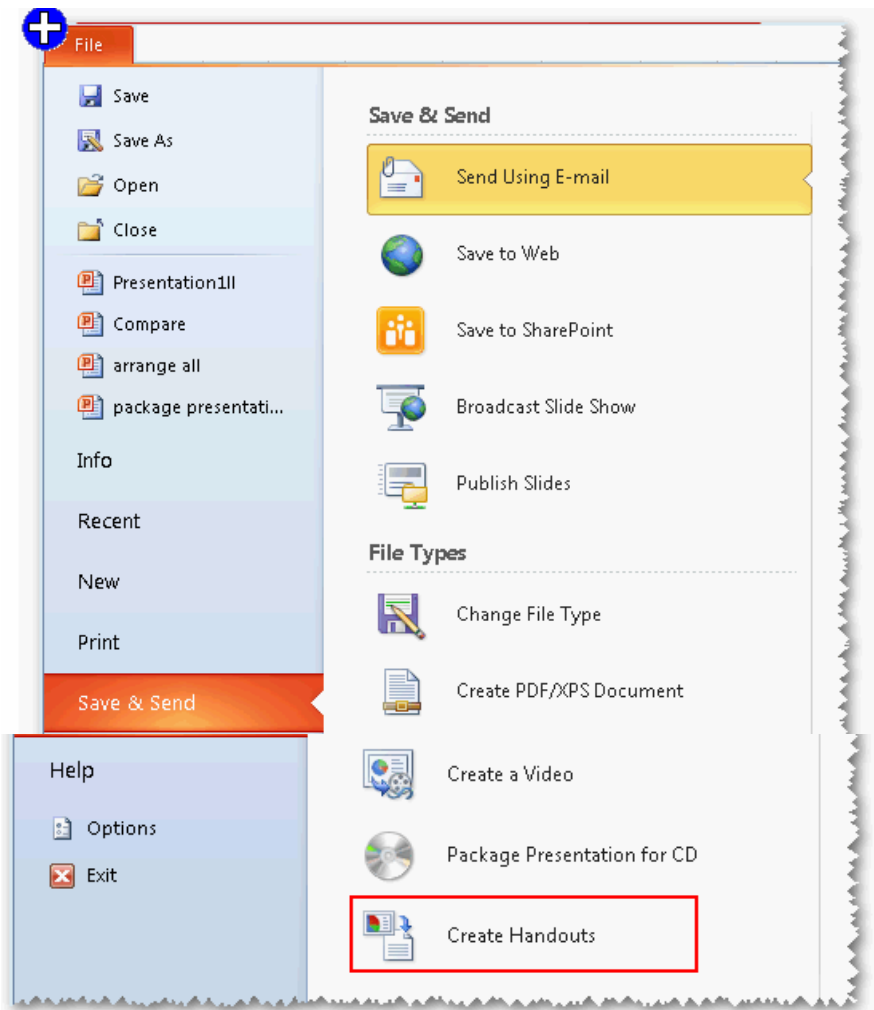 File
Save
Save As
Open
Close
Presentation1ll
Compare
arrange all
package presentati...
Info
Recent
New
Print
Save & Send
Help
Options
Exit
Save & Send
Send Using E-mail
Save to Web
Save to SharePoint
Broadcast Slide Show
Publish Slides
File Types
Change File Type
Create PDF/XPS Document
Create a Video
Package Presentation for CD
Create Handouts